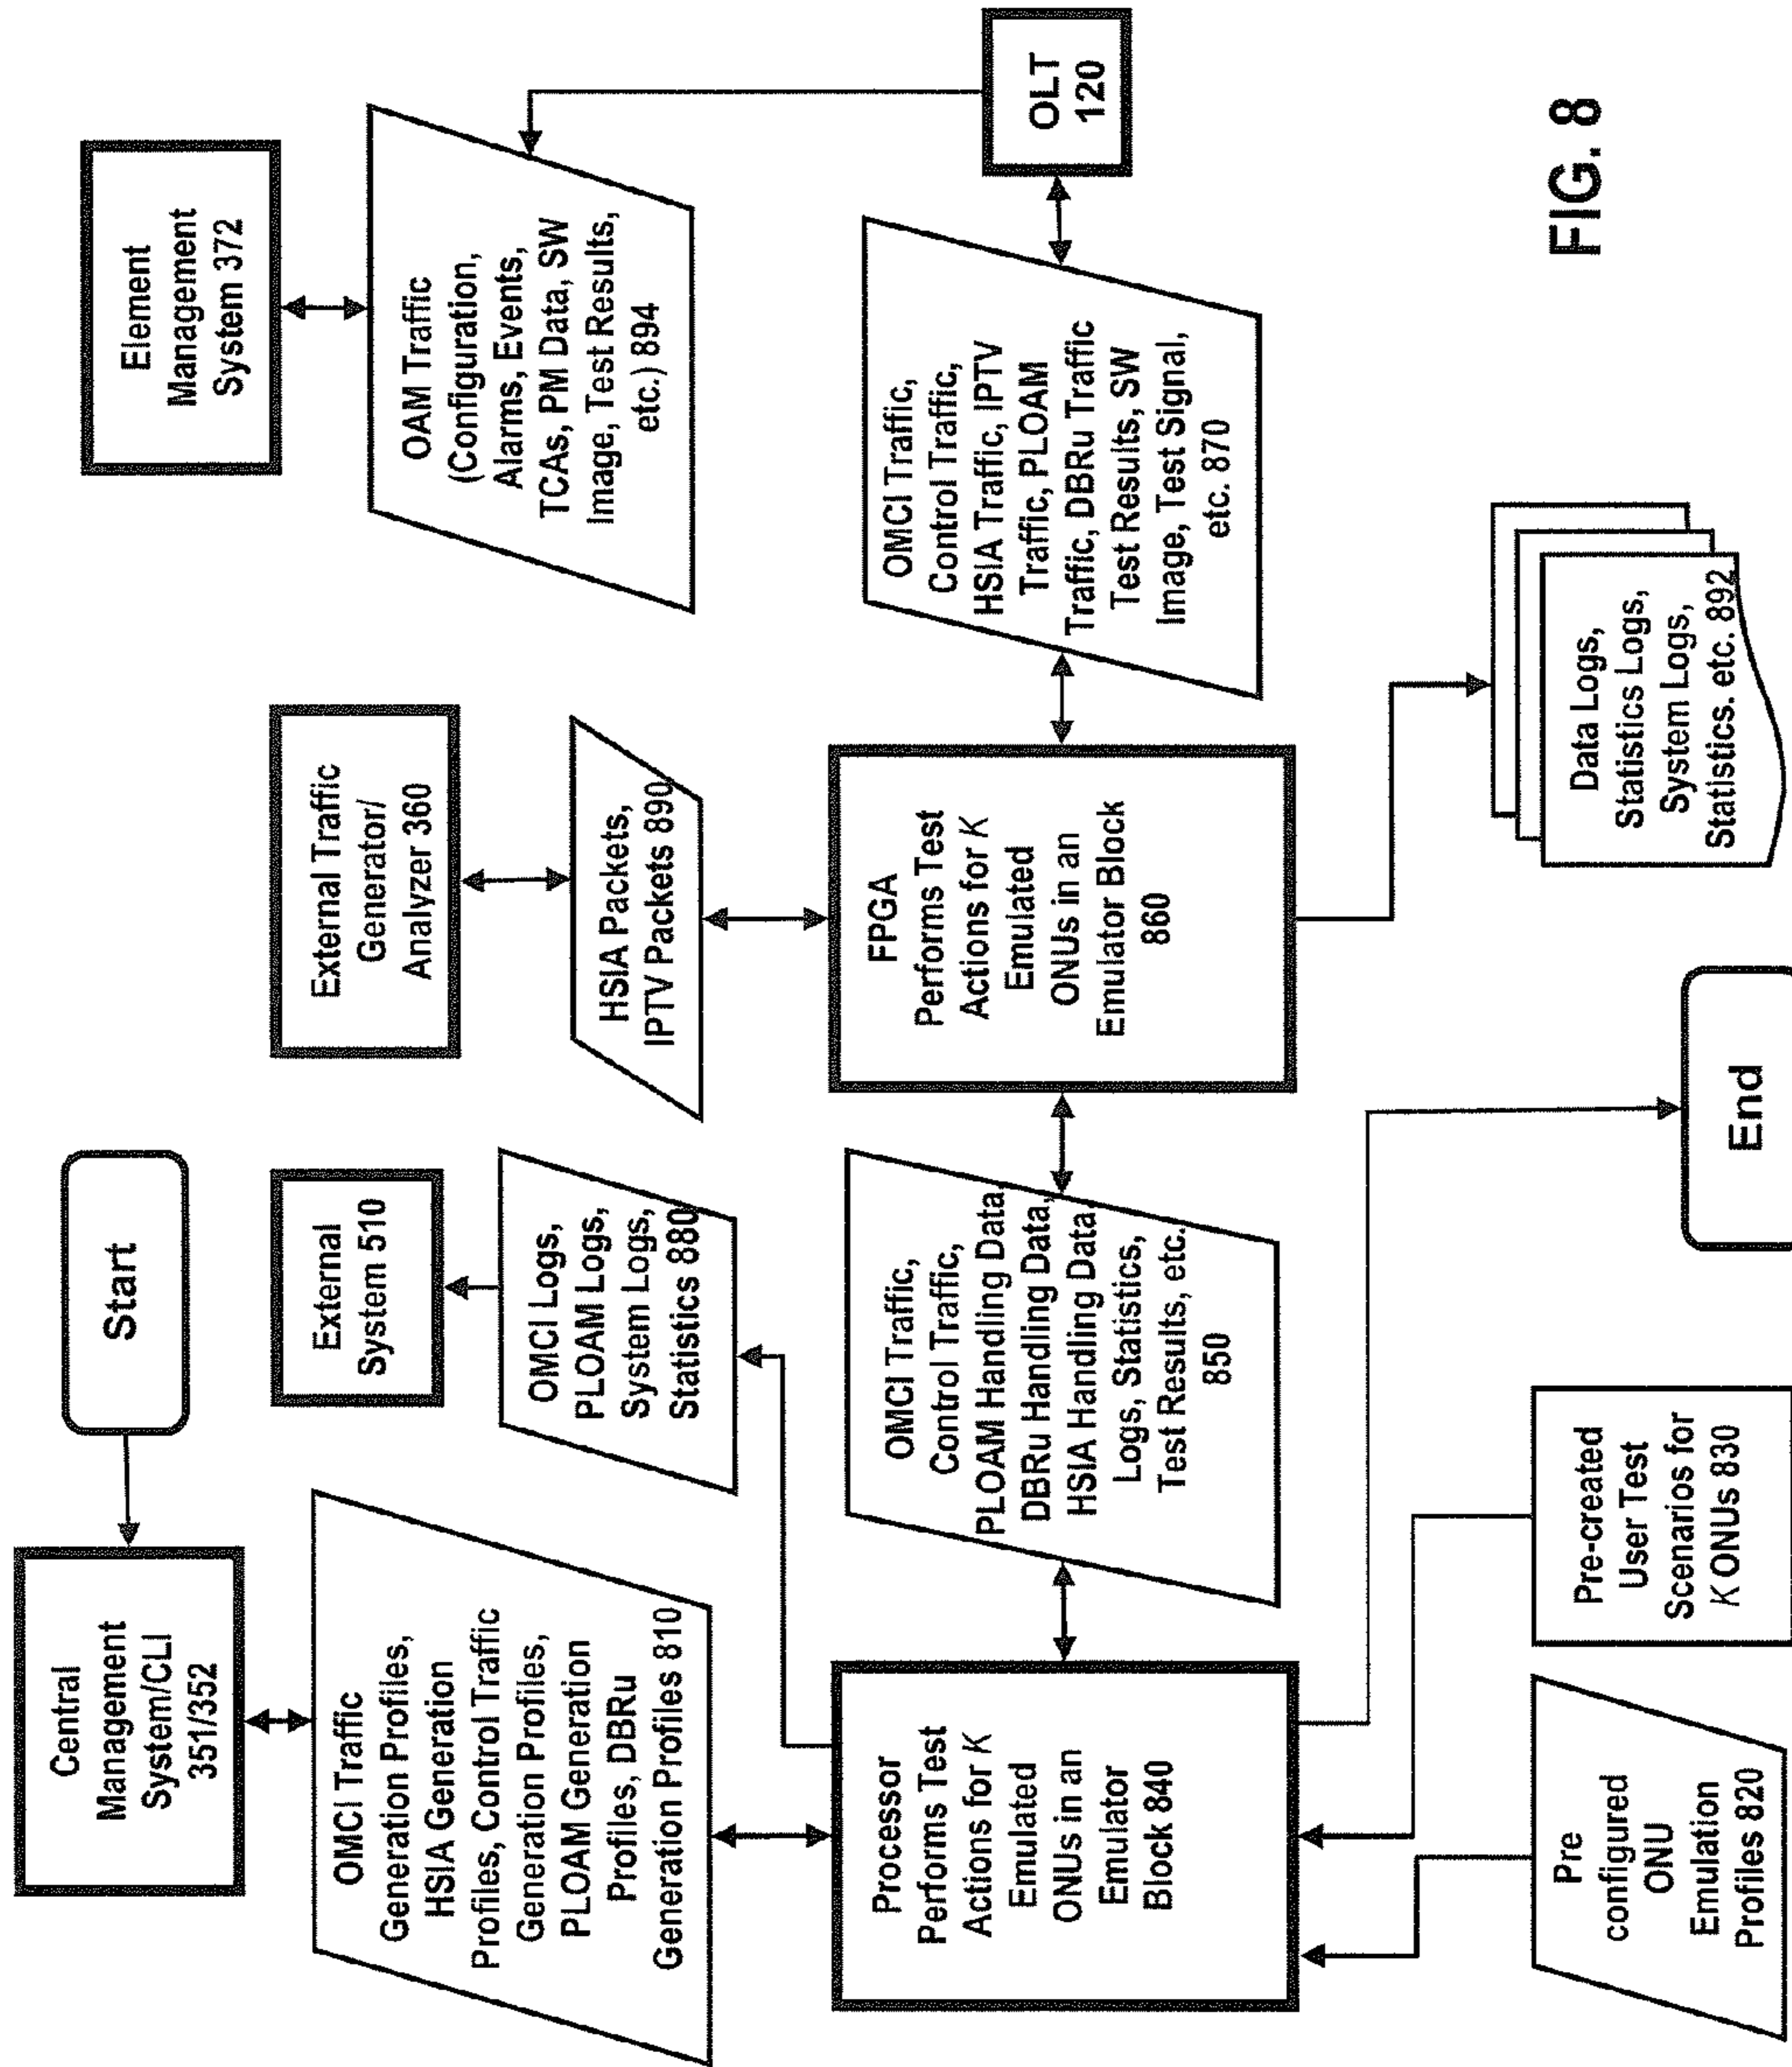 Start
Central
Management
System/CLI
351/352
OMCI Traffic
Generation Profiles,
HSIA Generation
Profiles, Control Traffic
Generation Profiles,
PLOAM Generation
Profiles, DBRu
Generation Profiles 810
External
System 510
OMCI Logs,
PLOAM Logs,
System Logs,
Statistics 880
External Traffic
Generator/
Analyzer 360
HSIA Packets,
IPTV Packets 890
Element
Management
System 372
OAM Traffic
(Configuration,
Alarms, Events,
TCAs, PM Data, SW
Image, Test Results,
etc.) 894
Processor
Performs Test
Actions for K
Emulated
ONUs in an
Emulator
Block 840
OMCI Traffic,
Control Traffic,
PLOAM Handling Data,
DBRu Handling Data,
HSIA Handling Data,
Logs, Statistics,
Test Results, etc.
850
FPGA
Performs Test
Actions for K
Emulated
ONUs in an
Emulator Block
860
OMCI Traffic,
Control Traffic,
HSIA Traffic, IPTV
Traffic, PLOAM
Traffic, DBRu Traffic
Test Results, SW
Image, Test Signal,
etc. 870
OLT
120
Pre
configured
ONU
Emulation
Profiles 820
Pre-created
User Test
Scenarios for
K ONUs 830
End
Data Logs,
Statistics Logs,
System Logs,
Statistics. etc. 892
FIG. 8